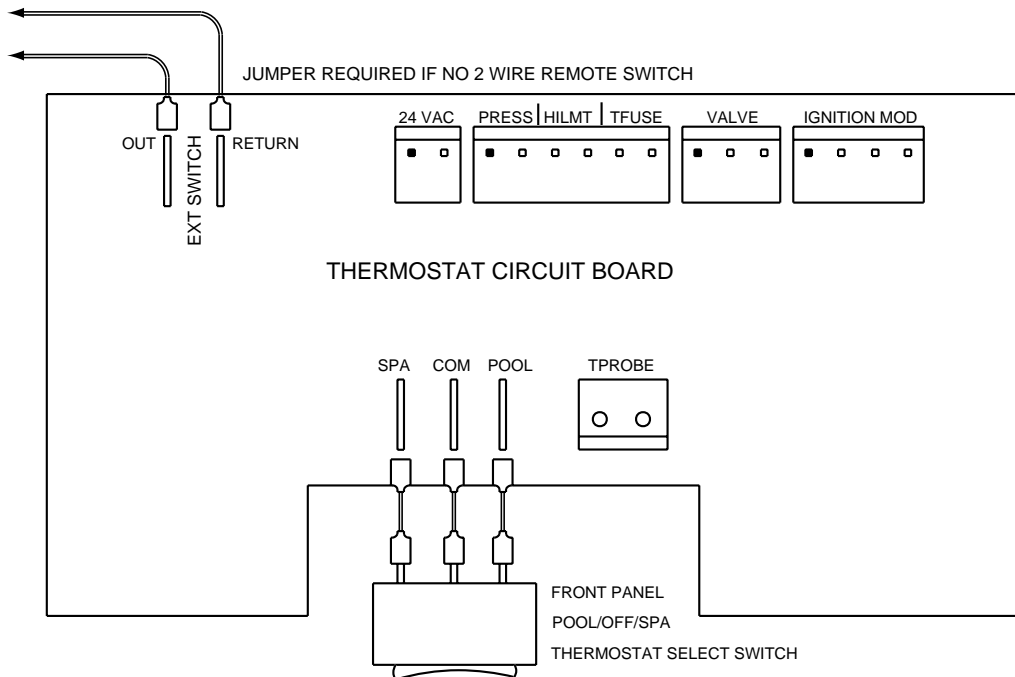 JUMPER REQUIRED IF NO 2 WIRE REMOTE SWITCH
24 VAC PRESS HILMT TFUSE VALVE IGNITION MOD
OUT RETURN
EXT SWITCH
THERMOSTAT CIRCUIT BOARD
SPA COM POOL TPROBE
FRONT PANEL
POOL/OFF/SPA
THERMOSTAT SELECT SWITCH